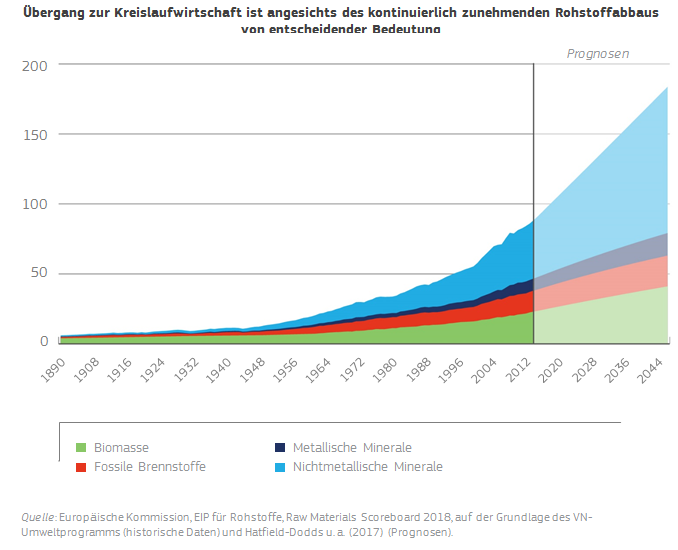 Übergang zur Kreislaufwirtschaft ist angesichts des kontinuierlich zunehmenden Rohstoffabbaus
von entscheidender Bedeutung
Prognosen
200
150
100
50
0
1890 1908 1916 1924 1932 1940 1948 1956 1964 1972 1980 1988 1996 2004 2012 2020 2028 2036 2044
Biomasse
Metallische Minerale
Fossile Brennstoffe
Nichtmetallische Minerale
Quelle: Europäische Kommission, EIP für Rohstoffe, Raw Materials Scoreboard 2018, auf der Grundlage des VN-
Umweltprogramms (historische Daten) und Hatfield-Dodds u. a. (2017) (Prognosen).